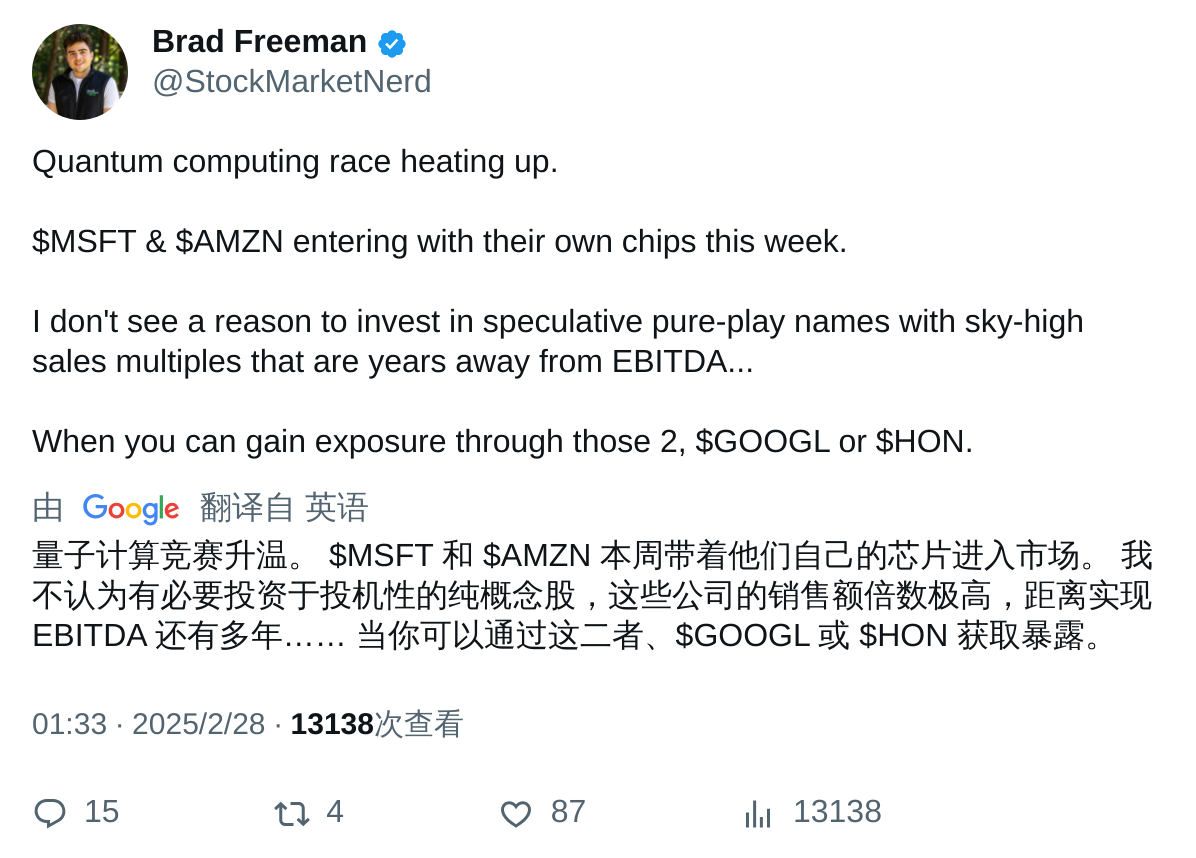 Brad Freeman
@StockMarketNerd
Quantum computing race heating up.
$MSFT & $AMZN entering with their own chips this week.
I don't see a reason to invest in speculative pure-play names with sky-high
sales multiples that are years away from EBITDA...
When you can gain exposure through those 2, $GOOGL or $HON.
由 Google 翻译自 英语
量子计算竞赛升温。 $MSFT 和 $AMZN 本周带着他们自己的芯片进入市场。 我
不认为有必要投资于投机性的纯概念股，这些公司的销售额倍数极高，距离实现
EBITDA 还有多年…… 当你可以通过这二者、$GOOGL 或 $HON 获取暴露。
01:33 · 2025/2/28 · 13138次查看
15 4 87 13138